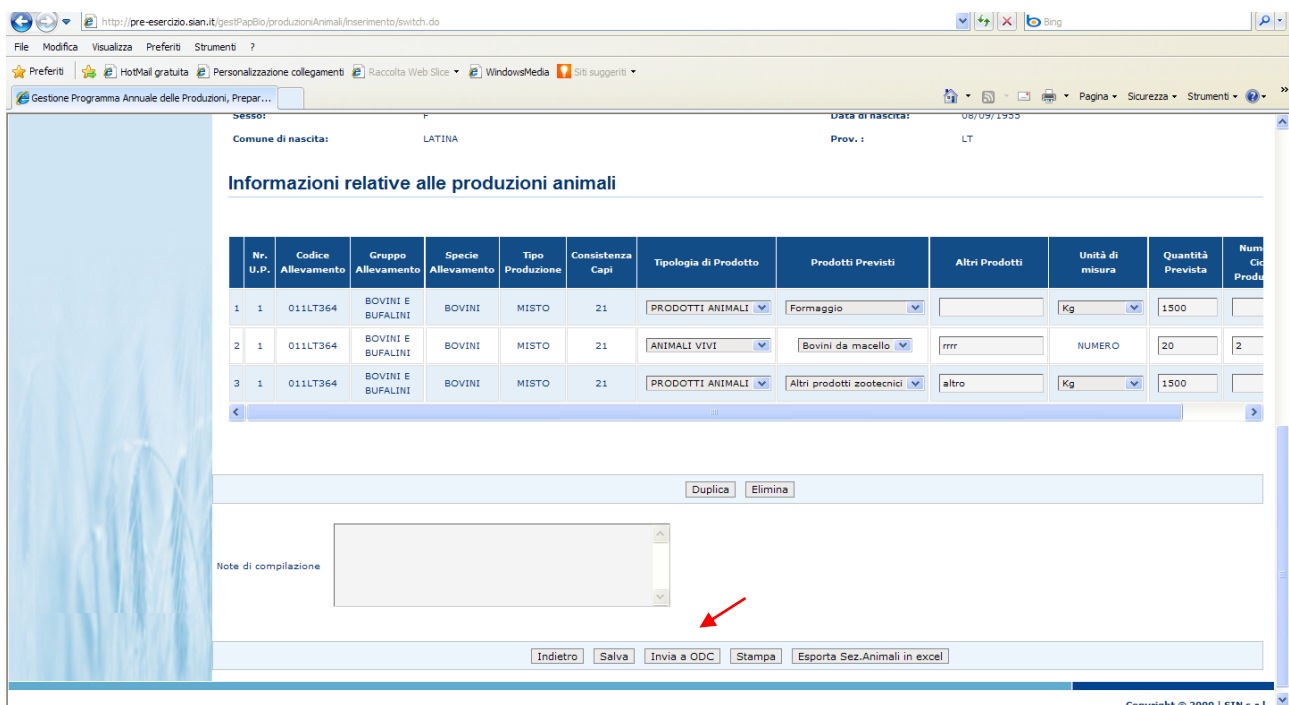 http://pre-esercizio.sian.it/gestPapBio/produzioniAnimali/inserimento/switch.do Bing
File Modifica Visualizza Preferiti Strumenti ?
Preferiti HotMail gratuita Personalizzazione collegamenti Raccolta Web Slice WindowsMedia Siti suggeriti
Gestione Programma Annuale delle Produzioni, Prepar... Pagina Sicurezza Strumenti »
Sesso: F Data di nascita: 08/09/1955
Comune di nascita: LATINA Prov. : LT
Informazioni relative alle produzioni animali
Nr. U.P. Codice Allevamento Gruppo Allevamento Specie Allevamento Tipo Produzione Consistenza Capi Tipologia di Prodotto Prodotti Previsti Altri Prodotti Unità di misura Quantità Prevista
1 1 011LT364 BOVINI E BUFALINI BOVINI MISTO 21 PRODOTTI ANIMALI Formaggio Kg 1500
2 1 011LT364 BOVINI E BUFALINI BOVINI MISTO 21 ANIMALI VIVI Bovini da macello rrrr NUMERO 20 2
3 1 011LT364 BOVINI E BUFALINI BOVINI MISTO 21 PRODOTTI ANIMALI Altri prodotti zootecnici altro Kg 1500
Duplica Elimina
Note di compilazione
Indietro Salva Invia a ODC Stampa Esporta Sez.Animali in excel